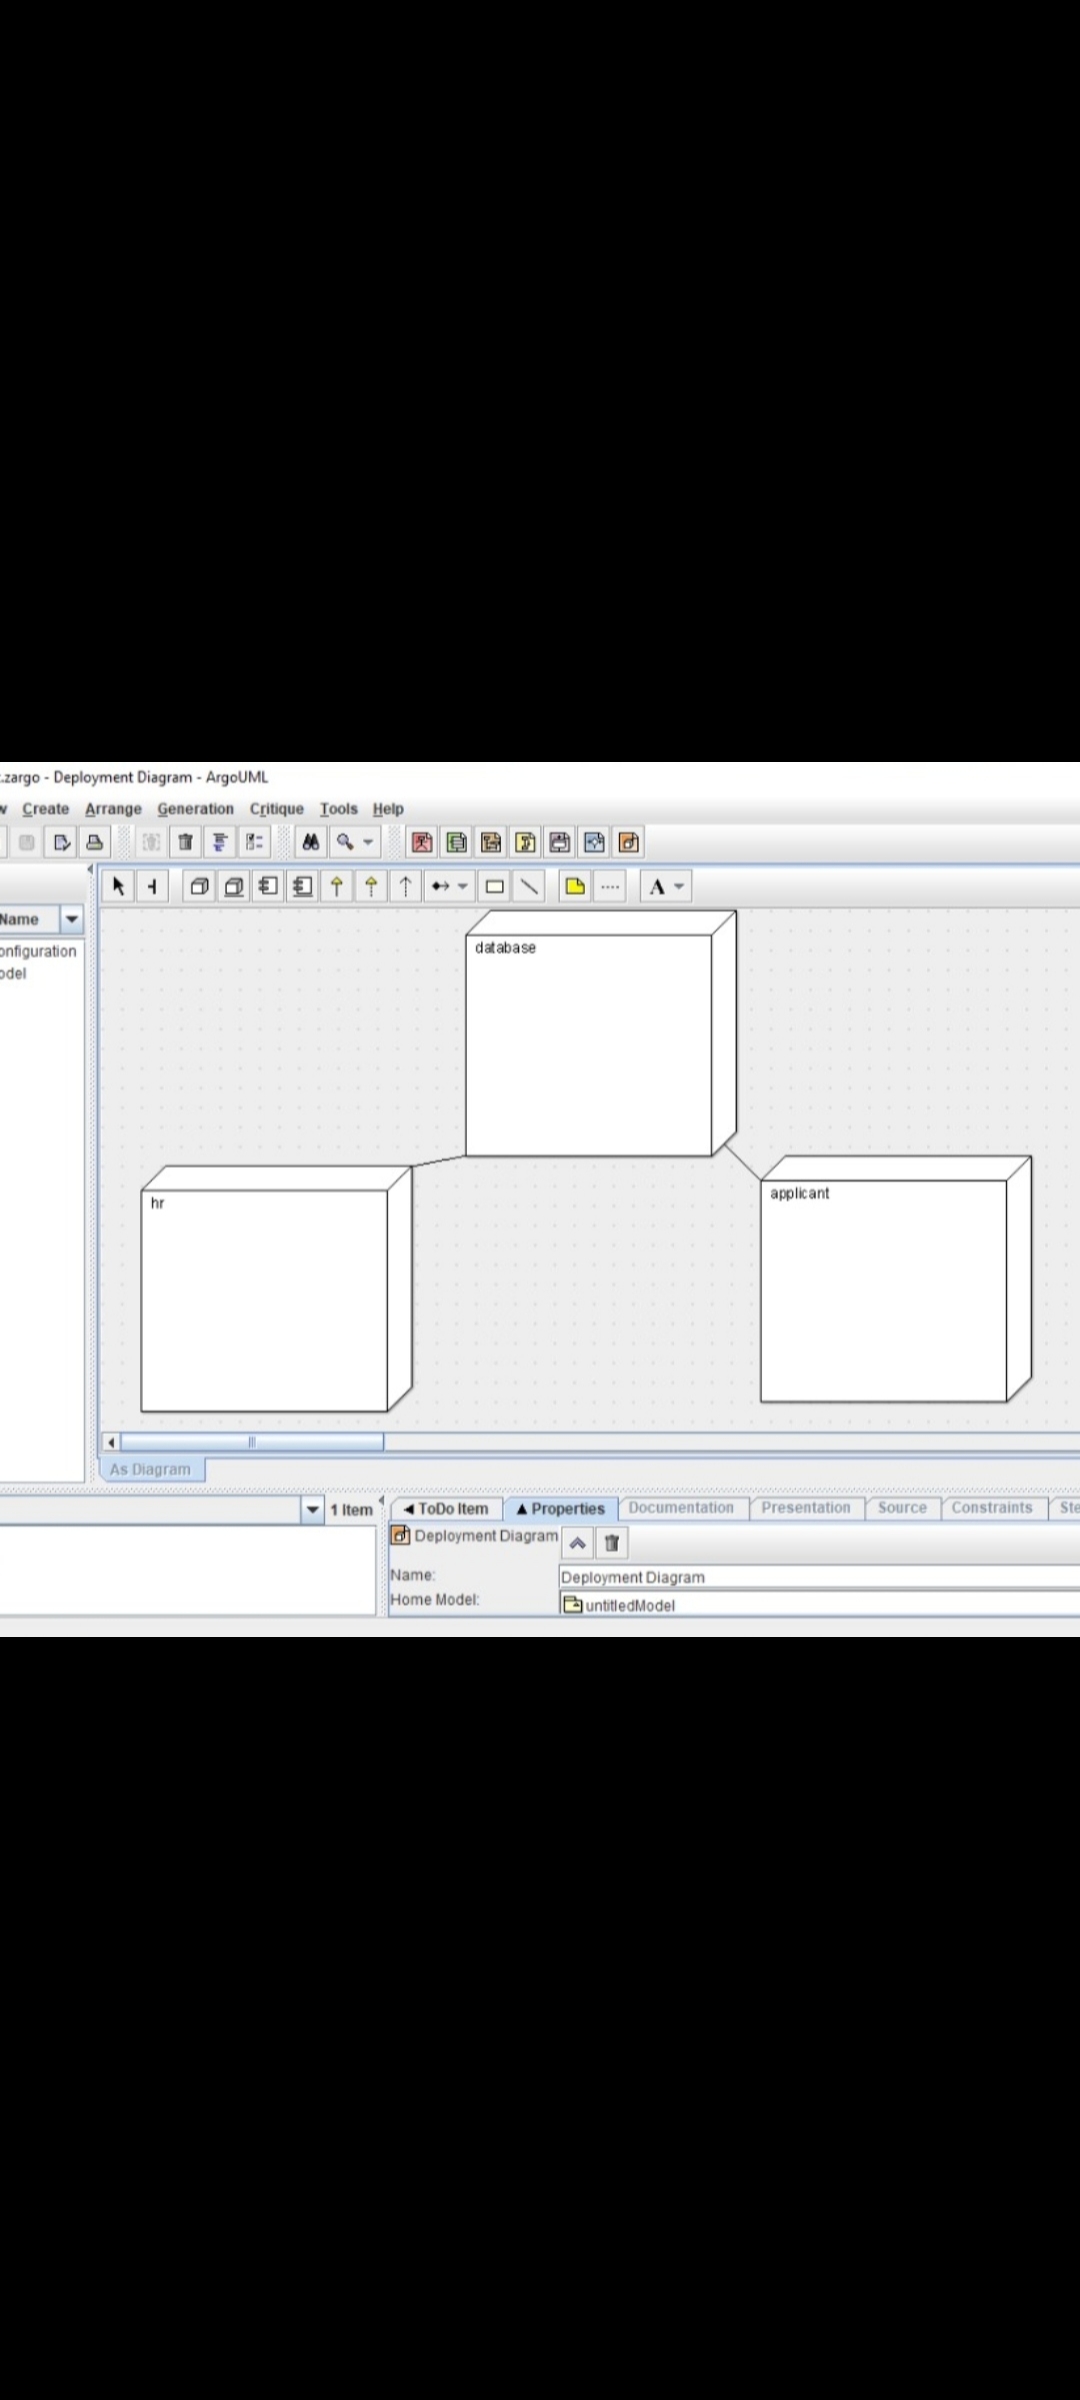 .zargo - Deployment Diagram - ArgoUML
Create Arrange Generation Critique Tools Help
A
Name
onfiguration
odel
database
hr
applicant
As Diagram
1 Item
ToDo Item Properties Documentation Presentation Source Constraints Ste
Deployment Diagram
Name: Deployment Diagram
Home Model: untitledModel